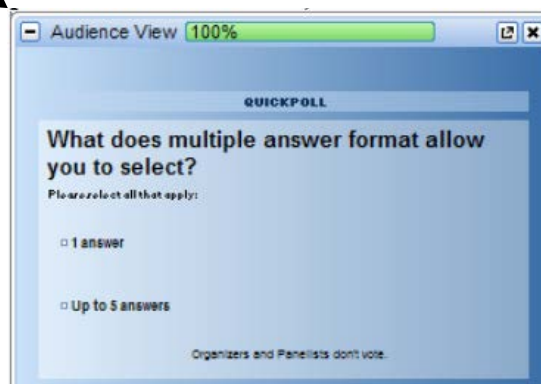 Audience View 100%
QUICKPOLL
What does multiple answer format allow
you to select?
Please select all that apply:
1 answer
Up to 5 answers
Organizers and Panelists don't vote.